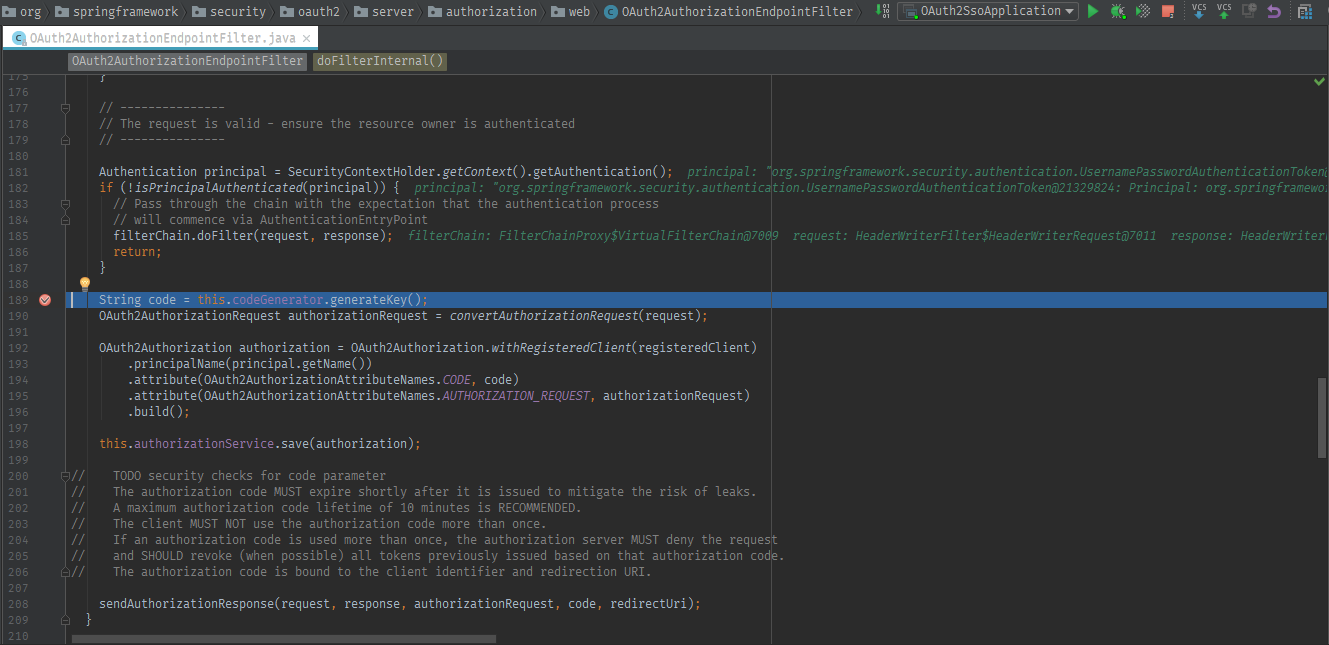 org springframework security oauth2 server authorization web OAuth2AuthorizationEndpointFilter OAuth2SsoApplication VCS VCS
OAuth2AuthorizationEndpointFilter.java
OAuth2AuthorizationEndpointFilter doFilterInternal()
175 }
176
177 // ---------------
178 // The request is valid - ensure the resource owner is authenticated
179 // ---------------
180
181 Authentication principal = SecurityContextHolder.getContext().getAuthentication(); principal: "org.springframework.security.authentication.UsernamePasswordAuthenticationToken@
182 if (!isPrincipalAuthenticated(principal)) { principal: "org.springframework.security.authentication.UsernamePasswordAuthenticationToken@21329824: Principal: org.springframewo
183 // Pass through the chain with the expectation that the authentication process
184 // will commence via AuthenticationEntryPoint
185 filterChain.doFilter(request, response); filterChain: FilterChainProxy$VirtualFilterChain@7009 request: HeaderWriterFilter$HeaderWriterRequest@7011 response: HeaderWriterF
186 return;
187 }
188
189 String code = this.codeGenerator.generateKey();
190 OAuth2AuthorizationRequest authorizationRequest = convertAuthorizationRequest(request);
191
192 OAuth2Authorization authorization = OAuth2Authorization.withRegisteredClient(registeredClient)
193 .principalName(principal.getName())
194 .attribute(OAuth2AuthorizationAttributeNames.CODE, code)
195 .attribute(OAuth2AuthorizationAttributeNames.AUTHORIZATION_REQUEST, authorizationRequest)
196 .build();
197
198 this.authorizationService.save(authorization);
199
200 // TODO security checks for code parameter
201 // The authorization code MUST expire shortly after it is issued to mitigate the risk of leaks.
202 // A maximum authorization code lifetime of 10 minutes is RECOMMENDED.
203 // The client MUST NOT use the authorization code more than once.
204 // If an authorization code is used more than once, the authorization server MUST deny the request
205 // and SHOULD revoke (when possible) all tokens previously issued based on that authorization code.
206 // The authorization code is bound to the client identifier and redirection URI.
207
208 sendAuthorizationResponse(request, response, authorizationRequest, code, redirectUri);
209 }
210